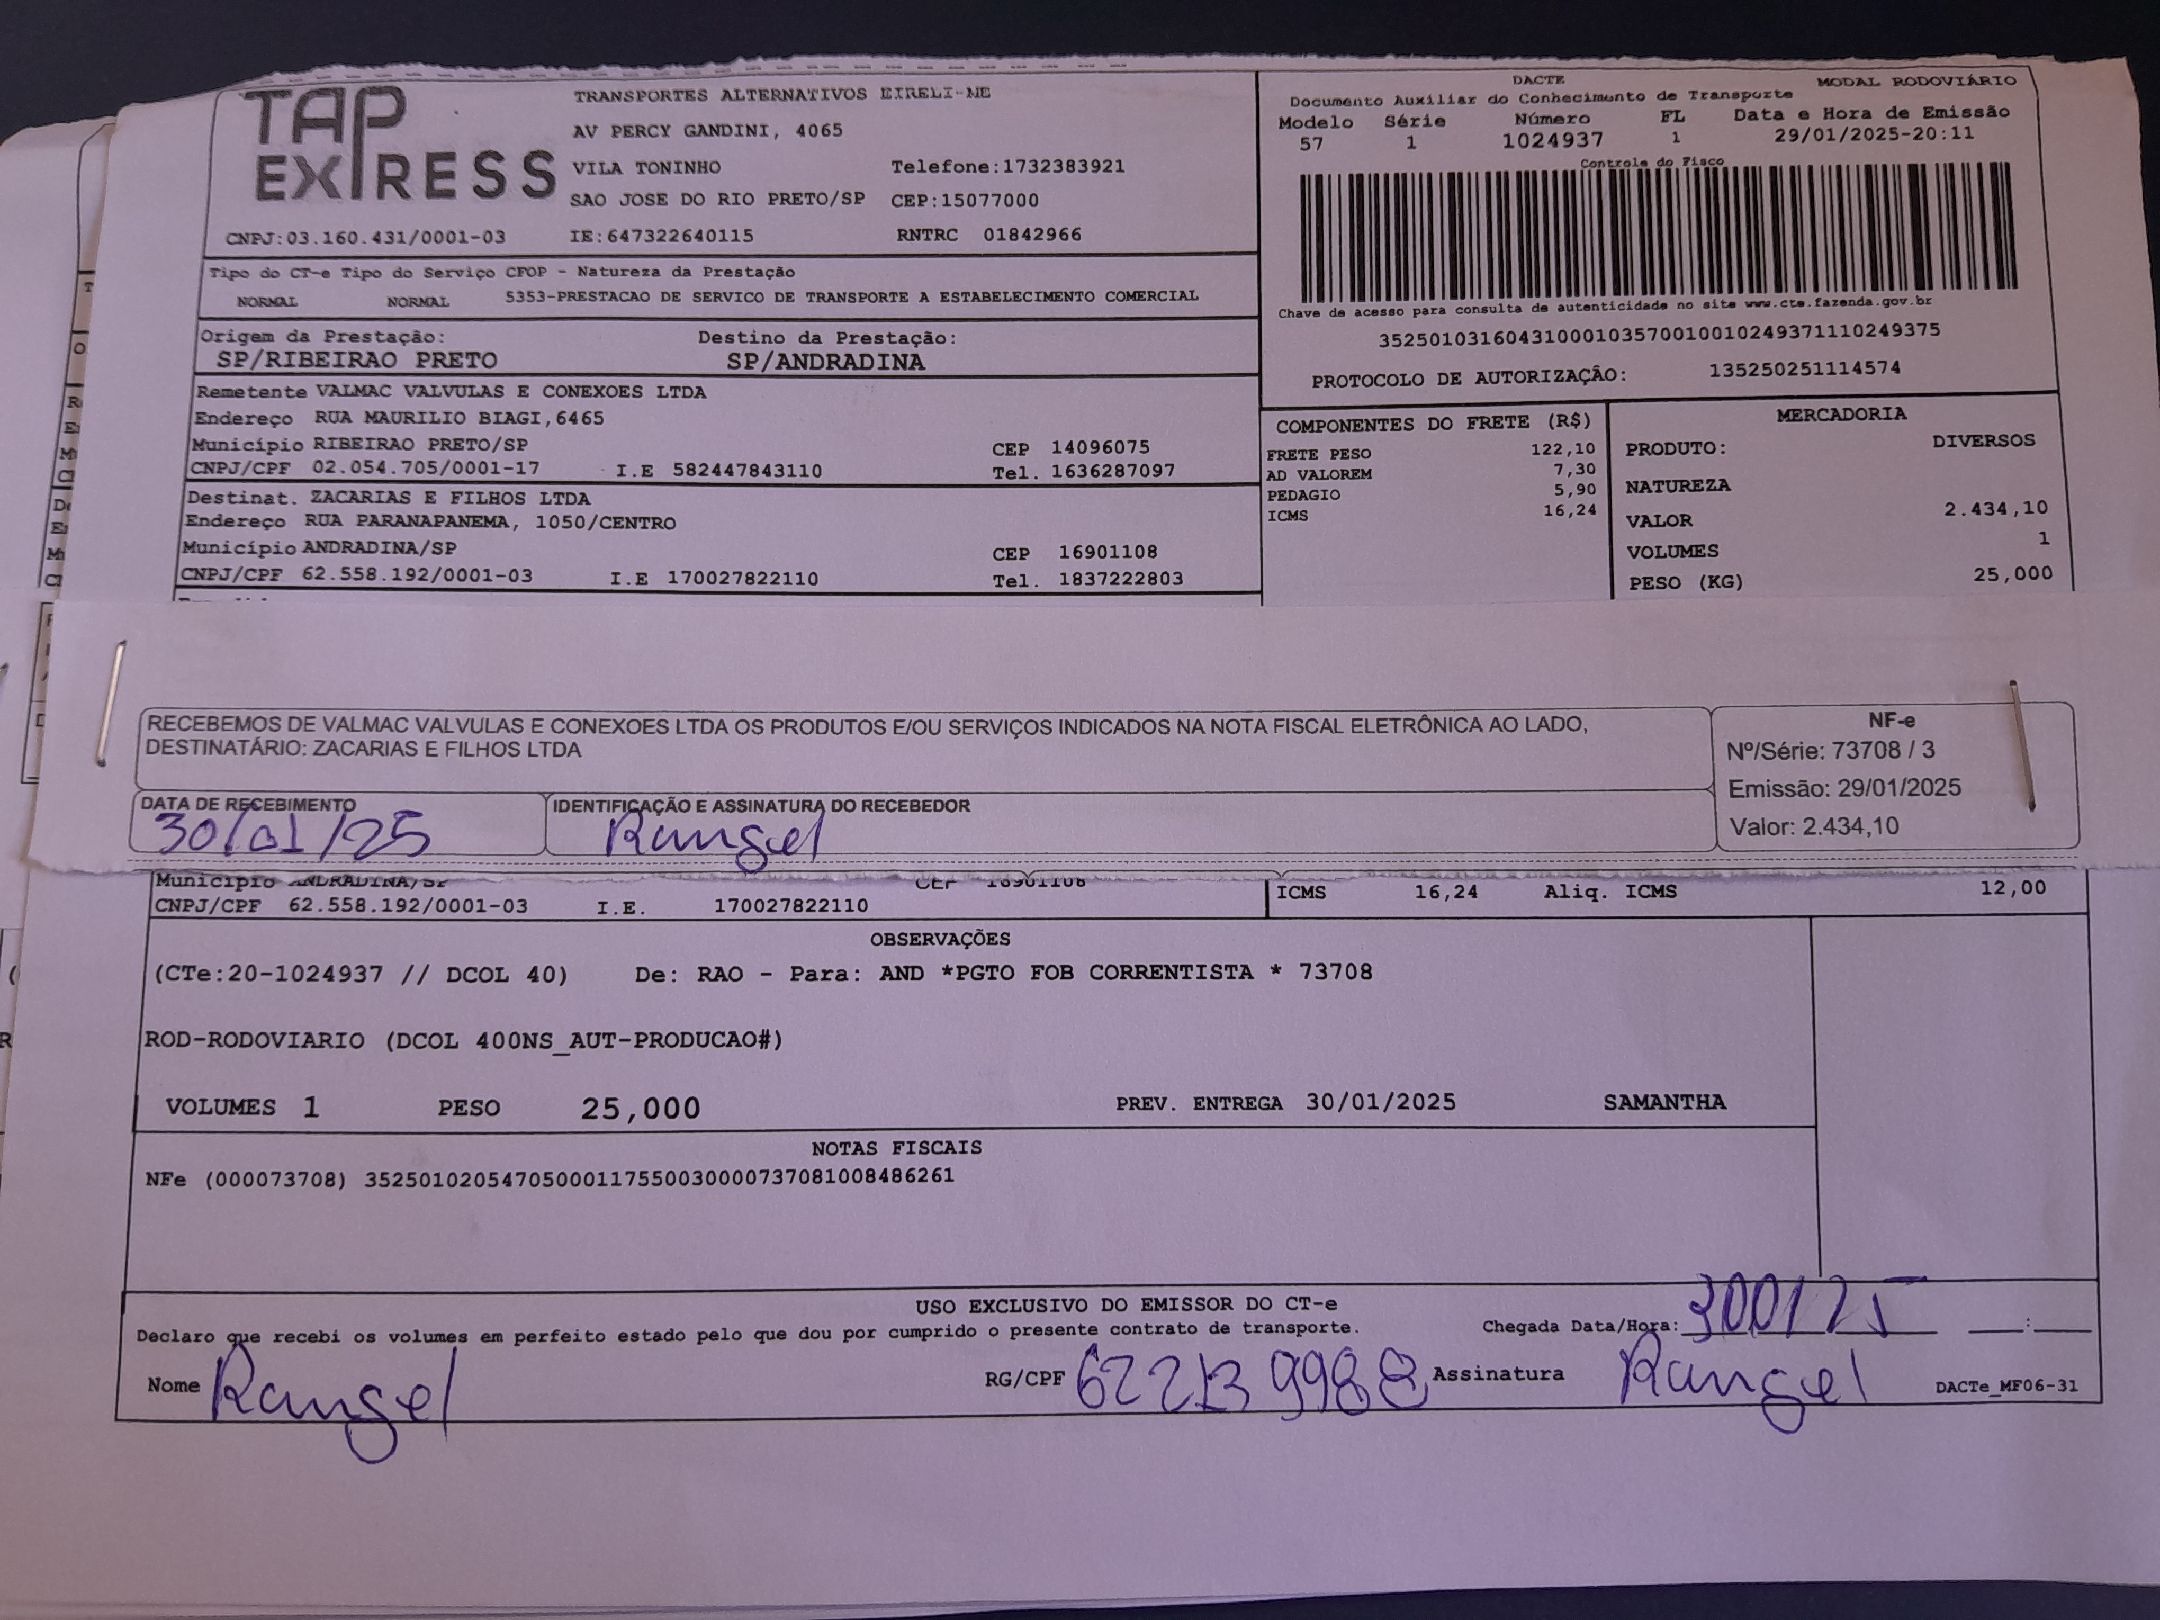 TAP EXPRESS
TRANSPORTES ALTERNATIVOS EIRELI-ME
AV PERCY GANDINI, 4065
VILA TONINHO Telefone:1732383921
SAO JOSE DO RIO PRETO/SP CEP:15077000
CNPJ:03.160.431/0001-03 IE:647322640115 RNTRC 01842966
Tipo do CT-e Tipo do Serviço CFOP - Natureza da Prestação
NORMAL NORMAL 5353-PRESTACAO DE SERVICO DE TRANSPORTE A ESTABELECIMENTO COMERCIAL
Origem da Prestação: Destino da Prestação:
SP/RIBEIRAO PRETO SP/ANDRADINA
Remetente VALMAC VALVULAS E CONEXOES LTDA
Endereço RUA MAURILIO BIAGI,6465
Município RIBEIRAO PRETO/SP CEP 14096075
CNPJ/CPF 02.054.705/0001-17 I.E 582447843110 Tel. 1636287097
Destinat. ZACARIAS E FILHOS LTDA
Endereço RUA PARANAPANEMA, 1050/CENTRO
Município ANDRADINA/SP CEP 16901108
CNPJ/CPF 62.558.192/0001-03 I.E 170027822110 Tel. 1837222803
DACTE MODAL RODOVIÁRIO
Documento Auxiliar do Conhecimento de Transporte
Modelo Série Número FL Data e Hora de Emissão
57 1 1024937 1 29/01/2025-20:11
Controle do Fisco
Chave de acesso para consulta de autenticidade no site www.cte.fazenda.gov.br
35250103160431000103570010010249371110249375
PROTOCOLO DE AUTORIZAÇÃO: 135250251114574
COMPONENTES DO FRETE (R$)
FRETE PESO 122,10
AD VALOREM 7,30
PEDAGIO 5,90
ICMS 16,24
MERCADORIA
PRODUTO: DIVERSOS
NATUREZA
VALOR 2.434,10
VOLUMES 1
PESO (KG) 25,000
RECEBEMOS DE VALMAC VALVULAS E CONEXOES LTDA OS PRODUTOS E/OU SERVIÇOS INDICADOS NA NOTA FISCAL ELETRÔNICA AO LADO,
DESTINATÁRIO: ZACARIAS E FILHOS LTDA
DATA DE RECEBIMENTO IDENTIFICAÇÃO E ASSINATURA DO RECEBEDOR
30/01/25 Rangel
NF-e
Nº/Série: 73708 / 3
Emissão: 29/01/2025
Valor: 2.434,10
Município ANDRADINA/SP CEP 16901108
CNPJ/CPF 62.558.192/0001-03 I.E. 170027822110 ICMS 16,24 Aliq. ICMS 12,00
OBSERVAÇÕES
(CTe:20-1024937 // DCOL 40) De: RAO - Para: AND *PGTO FOB CORRENTISTA * 73708
ROD-RODOVIARIO (DCOL 400NS_AUT-PRODUCAO#)
VOLUMES 1 PESO 25,000 PREV. ENTREGA 30/01/2025 SAMANTHA
NOTAS FISCAIS
NFe (000073708) 35250102054705000117550030000737081008486261
USO EXCLUSIVO DO EMISSOR DO CT-e
Declaro que recebi os volumes em perfeito estado pelo que dou por cumprido o presente contrato de transporte. Chegada Data/Hora: __:__
Nome Rangel RG/CPF Assinatura Rangel DACTe_MF06-31